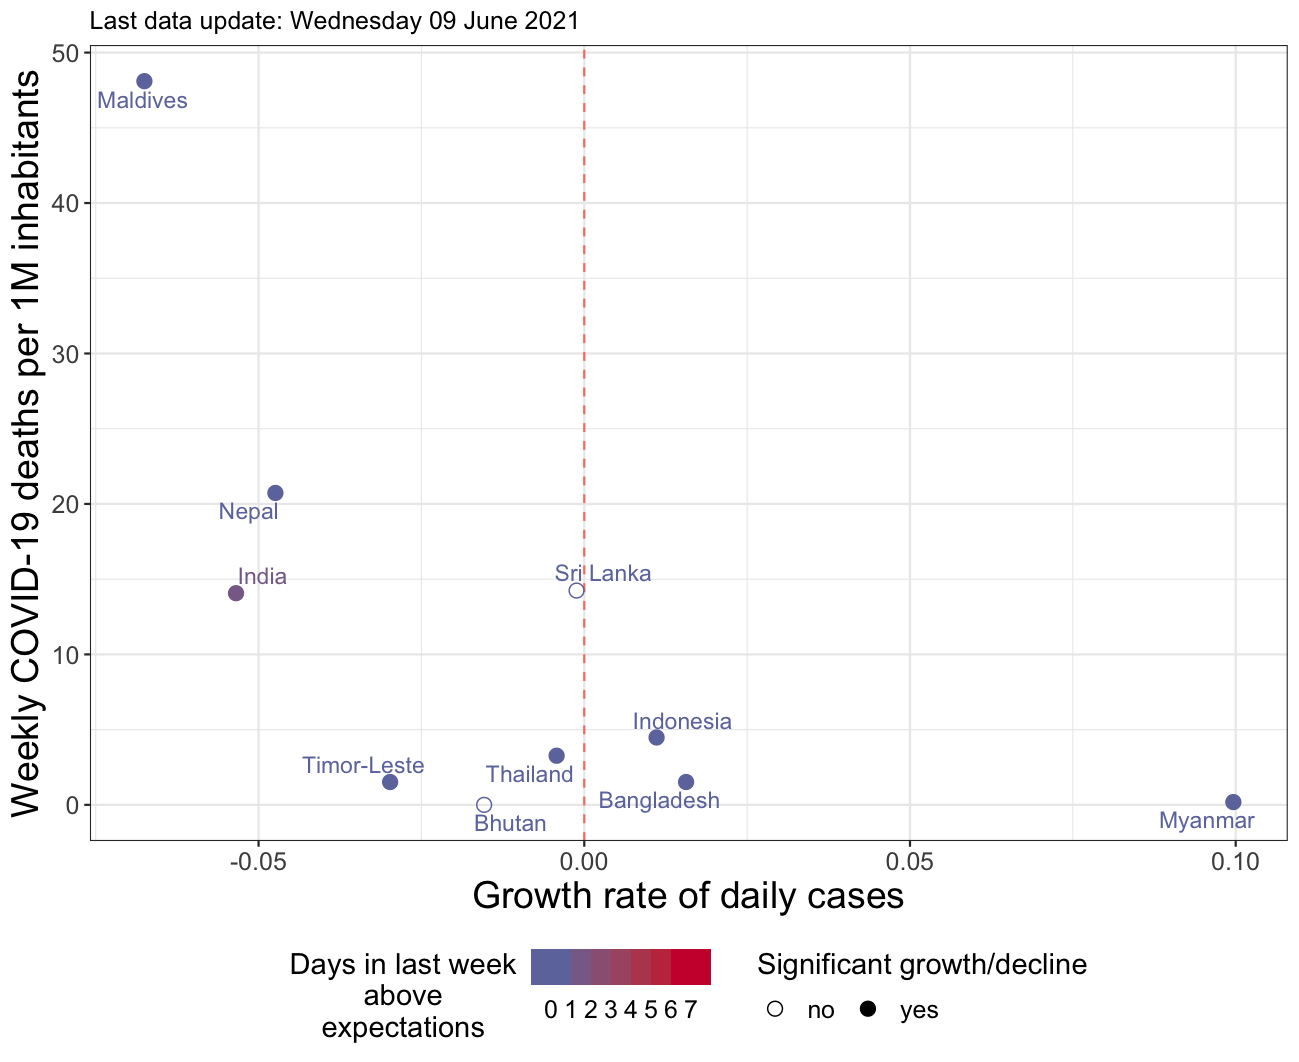 Last data update: Wednesday 09 June 2021
Weekly COVID-19 deaths per 1M inhabitants
50
40
30
20
10
0
Maldives
Nepal
India
Sri Lanka
Indonesia
Timor-Leste
Thailand
Bangladesh
Bhutan
Myanmar
-0.05 0.00 0.05 0.10
Growth rate of daily cases
Days in last week
above
expectations
0 1 2 3 4 5 6 7
Significant growth/decline
no yes